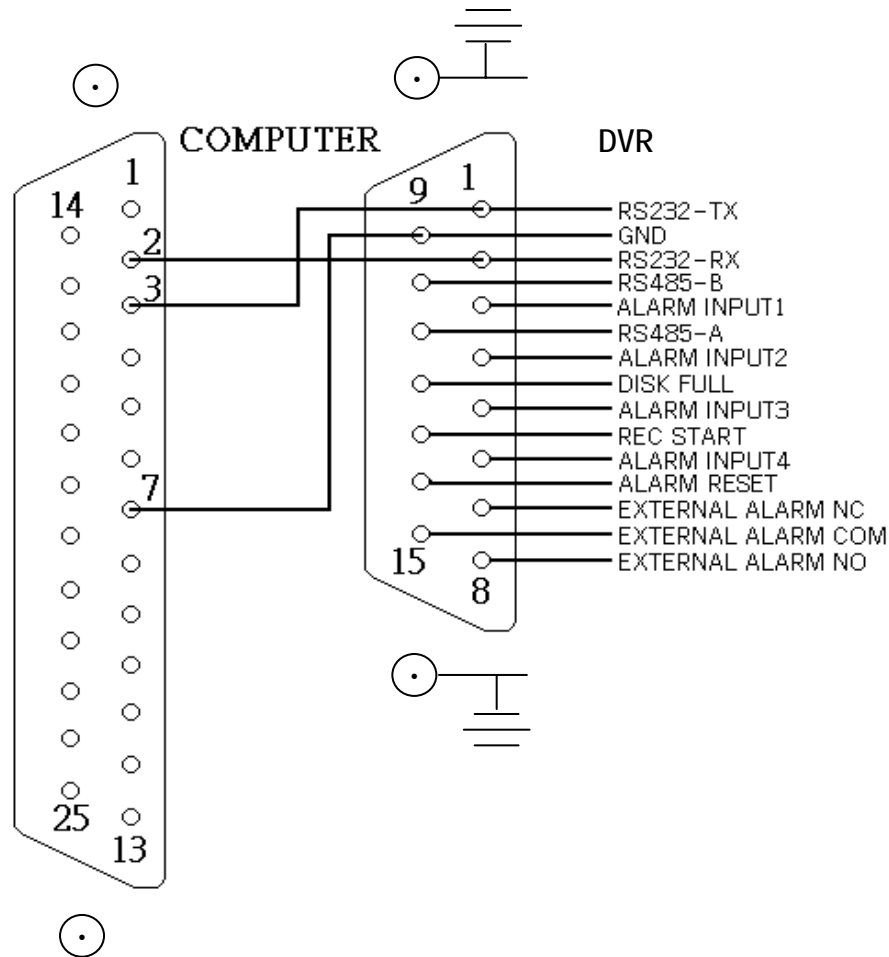 COMPUTER
DVR
1
14
2
3
7
25
13
9
1
15
8
RS232-TX
GND
RS232-RX
RS485-B
ALARM INPUT1
RS485-A
ALARM INPUT2
DISK FULL
ALARM INPUT3
REC START
ALARM INPUT4
ALARM RESET
EXTERNAL ALARM NC
EXTERNAL ALARM COM
EXTERNAL ALARM NO